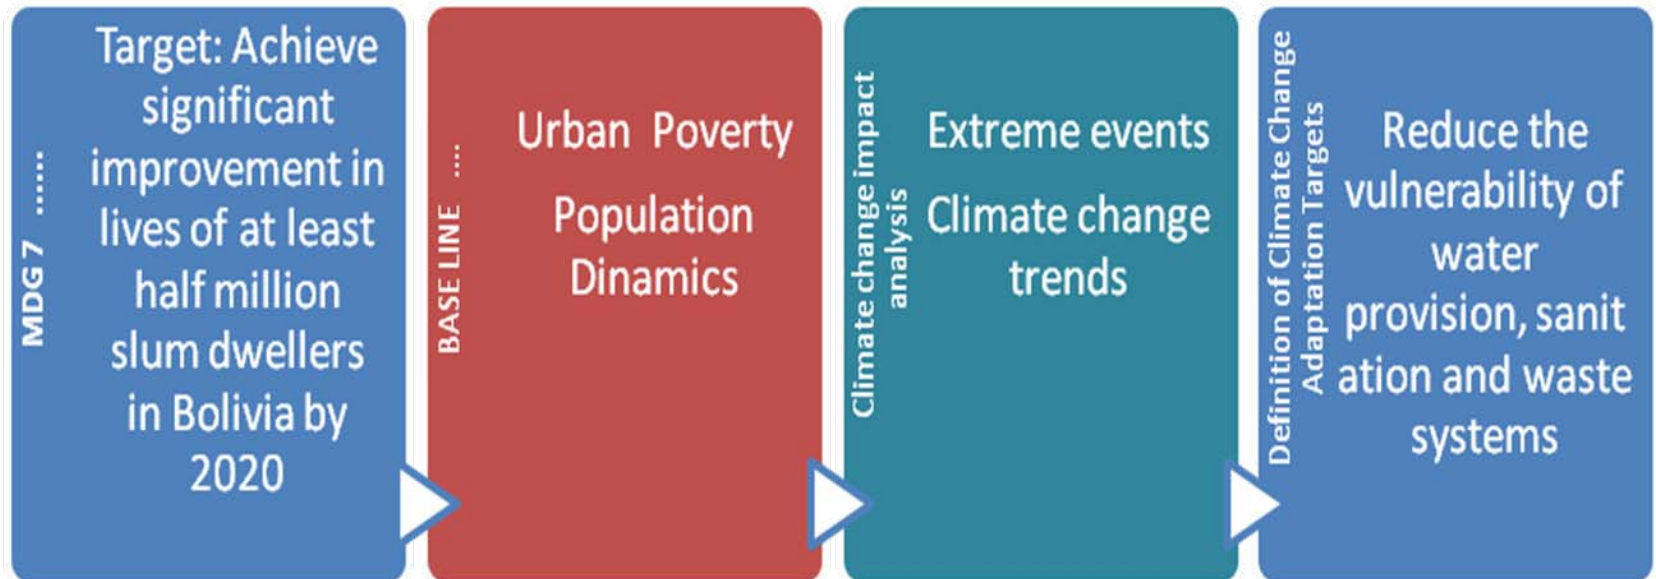 MDG 7 ......
Target: Achieve
significant
improvement in
lives of at least
half million
slum dwellers
in Bolivia by
2020
BASE LINE ....
Urban Poverty
Population
Dinamics
Climate change impact
analysis
Extreme events
Climate change
trends
Definition of Climate Change
Adaptation Targets
Reduce the
vulnerability of
water
provision, sanit
ation and waste
systems